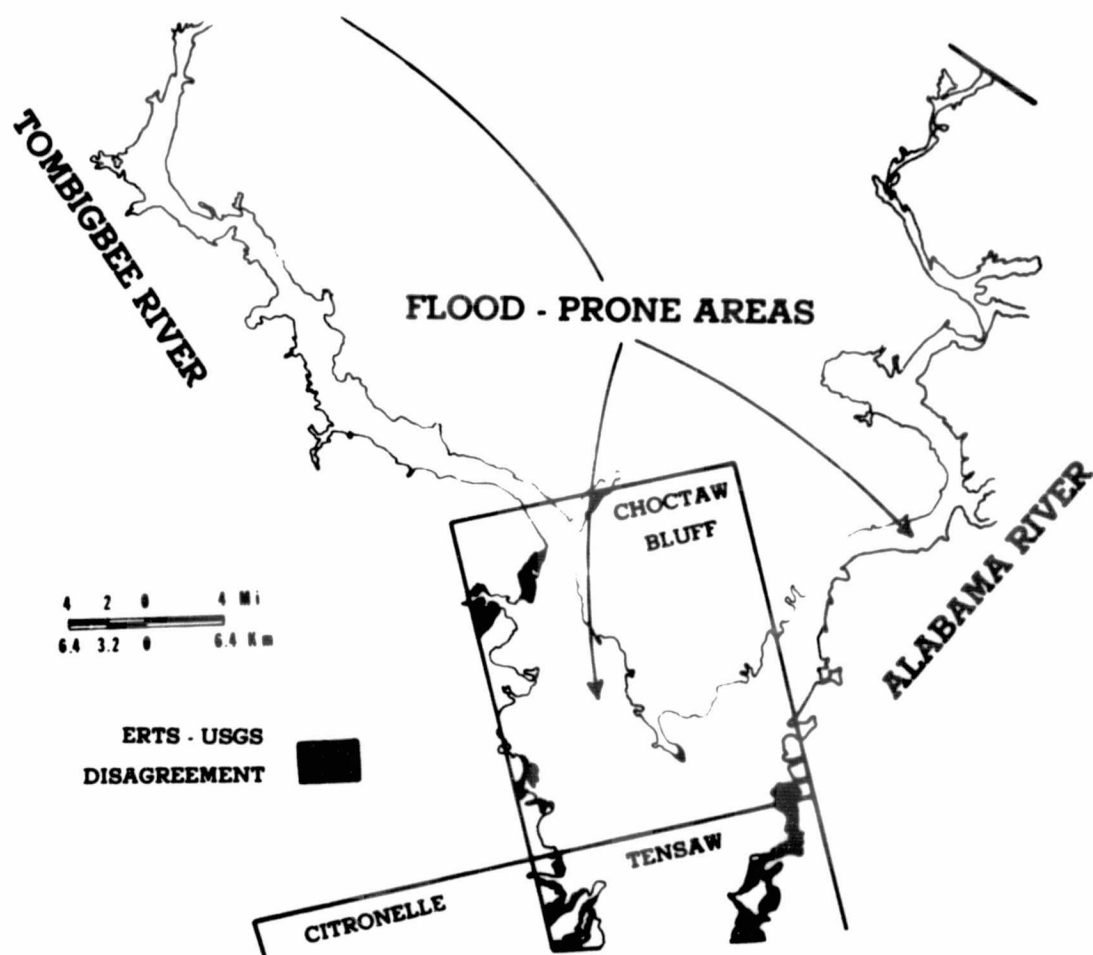 TOMBIGBEE RIVER
FLOOD - PRONE AREAS
CHOCTAW
BLUFF
ALABAMA RIVER
4 2 0 4 Mi
6.4 3.2 0 6.4 Km
ERTS - USGS
DISAGREEMENT
TENSAW
CITRONELLE